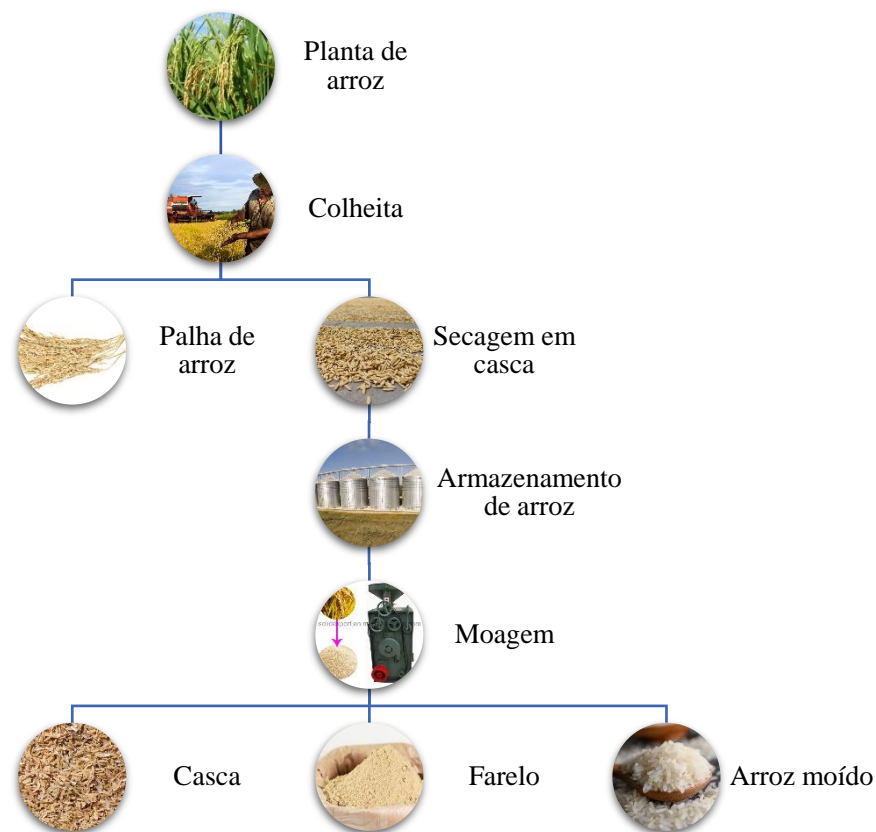 Planta de
arroz
Colheita
Palha de
arroz
Secagem em
casca
Armazenamento
de arroz
Moagem
Casca
Farelo
Arroz moído